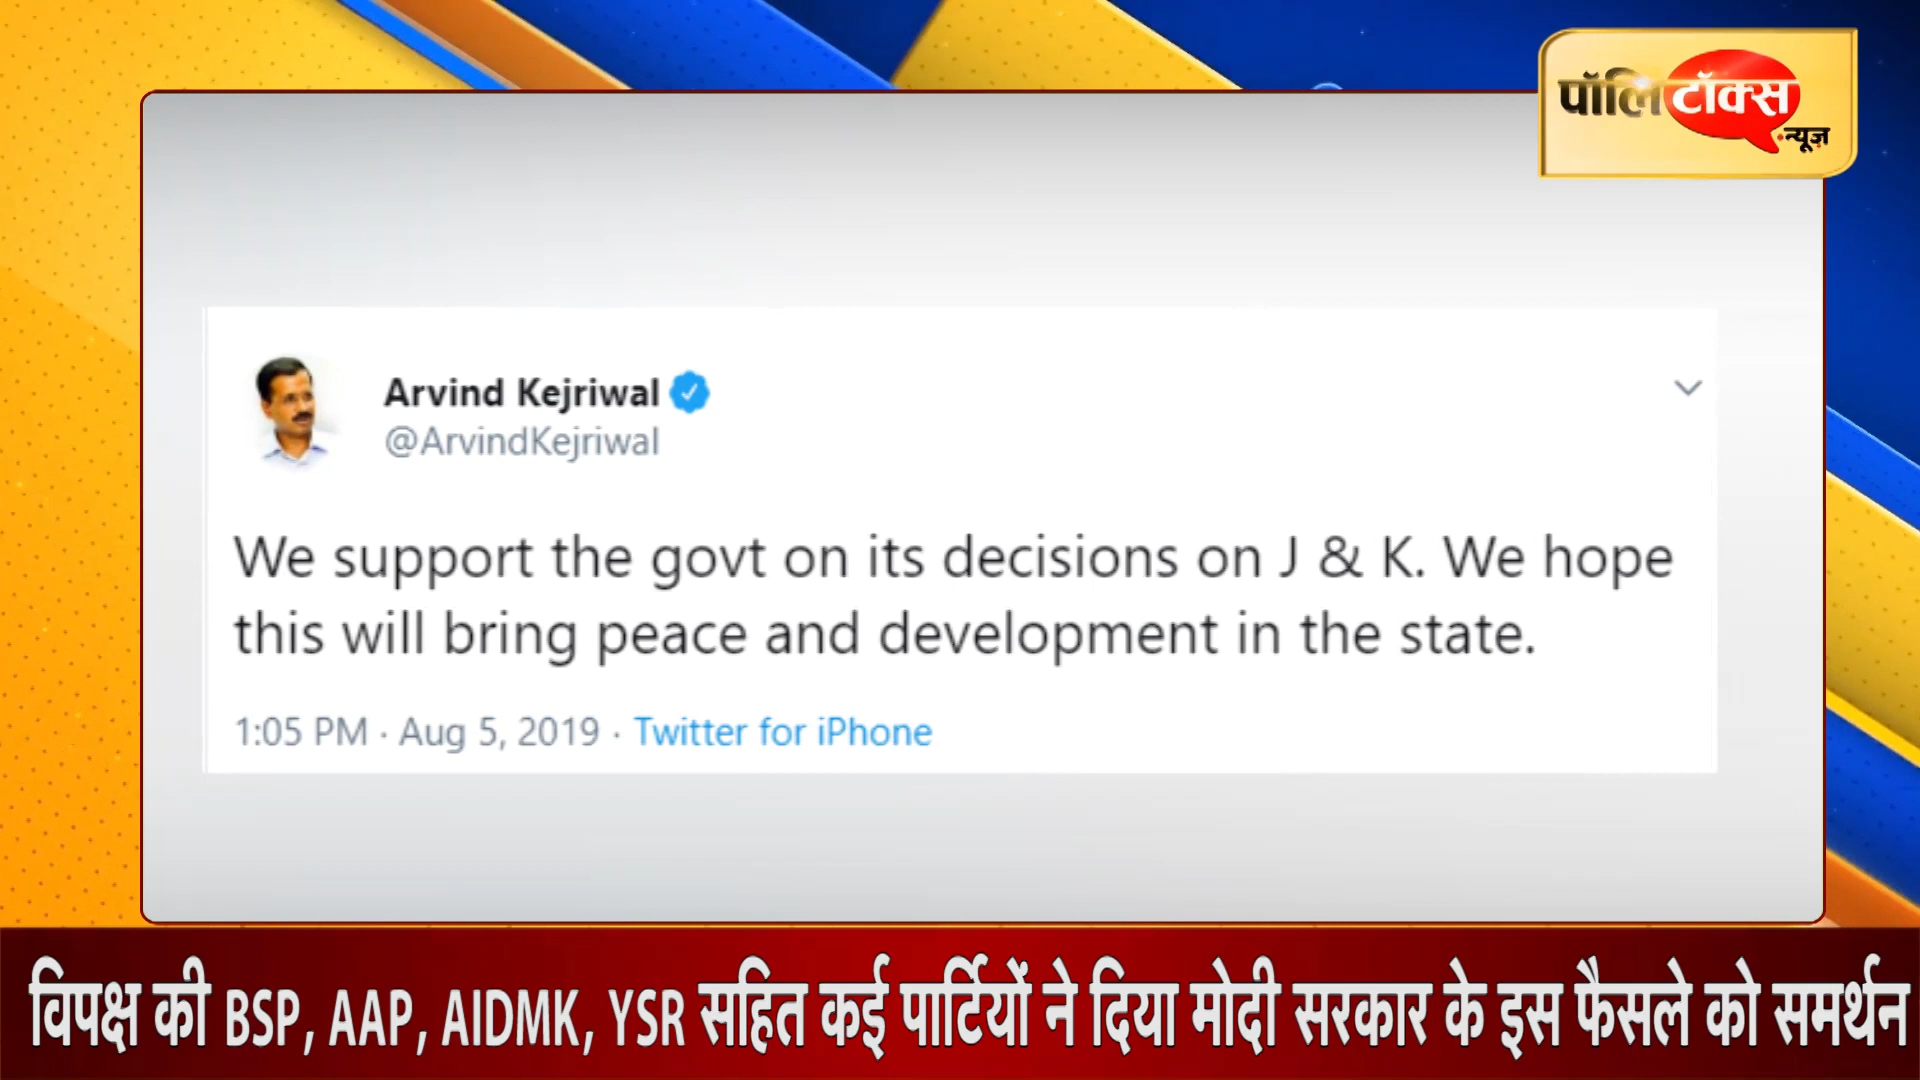 पॉलिटॉक्स
न्यूज़
Arvind Kejriwal
@ArvindKejriwal
We support the govt on its decisions on J & K. We hope
this will bring peace and development in the state.
1:05 PM · Aug 5, 2019 · Twitter for iPhone
विपक्ष की BSP, AAP, AIDMK, YSR सहित कई पार्टियों ने दिया मोदी सरकार के इस फैसले को समर्थन